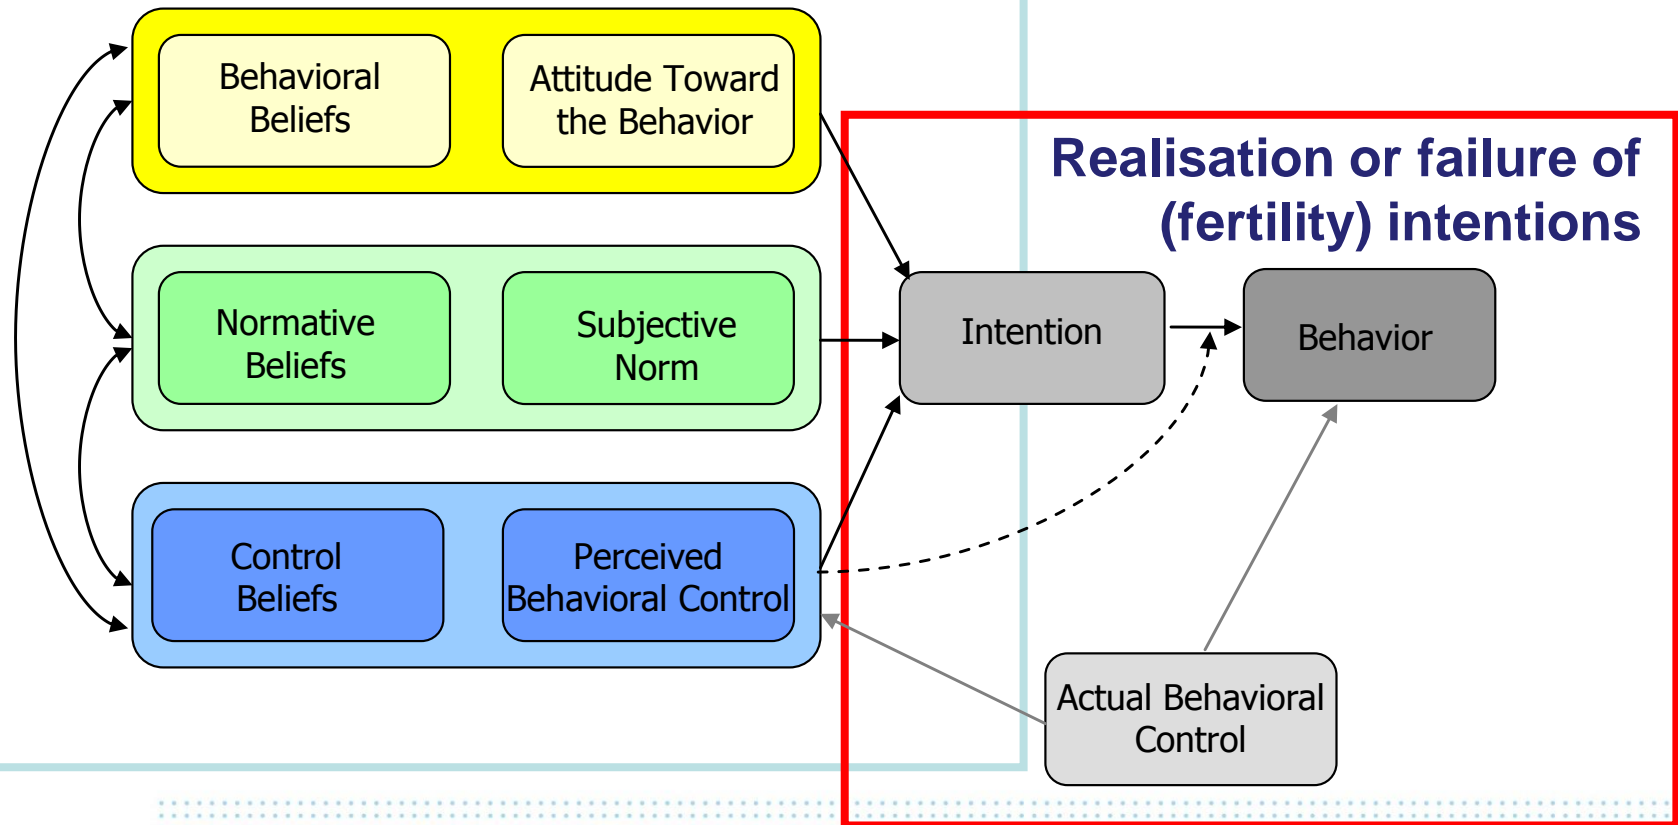 Behavioral
Beliefs
Attitude Toward
the Behavior
Realisation or failure of
(fertility) intentions
Normative
Beliefs
Subjective
Norm
Intention
Behavior
Control
Beliefs
Perceived
Behavioral Control
Actual Behavioral
Control